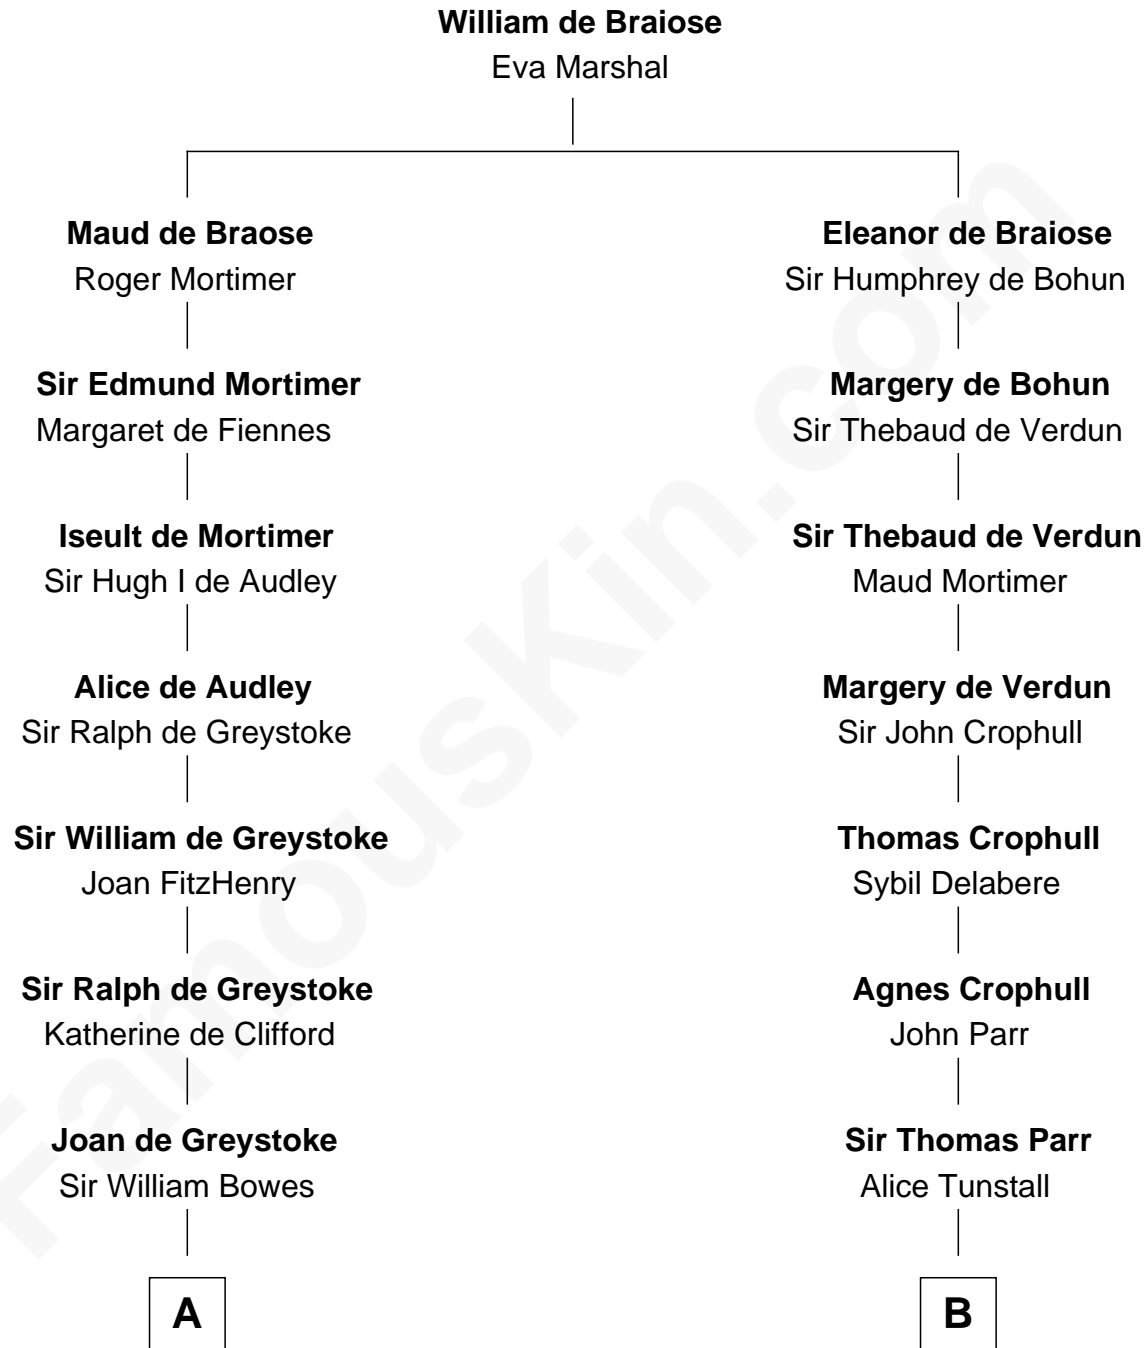 William de Braiose
Eva Marshal
Maud de Braose
Roger Mortimer
Eleanor de Braiose
Sir Humphrey de Bohun
Sir Edmund Mortimer
Margaret de Fiennes
Margery de Bohun
Sir Thebaud de Verdun
Iseult de Mortimer
Sir Hugh I de Audley
Sir Thebaud de Verdun
Maud Mortimer
Alice de Audley
Sir Ralph de Greystoke
Margery de Verdun
Sir John Crophull
Sir William de Greystoke
Joan FitzHenry
Thomas Crophull
Sybil Delabere
Sir Ralph de Greystoke
Katherine de Clifford
Agnes Crophull
John Parr
Joan de Greystoke
Sir William Bowes
Sir Thomas Parr
Alice Tunstall
A
B
FamousKin.com